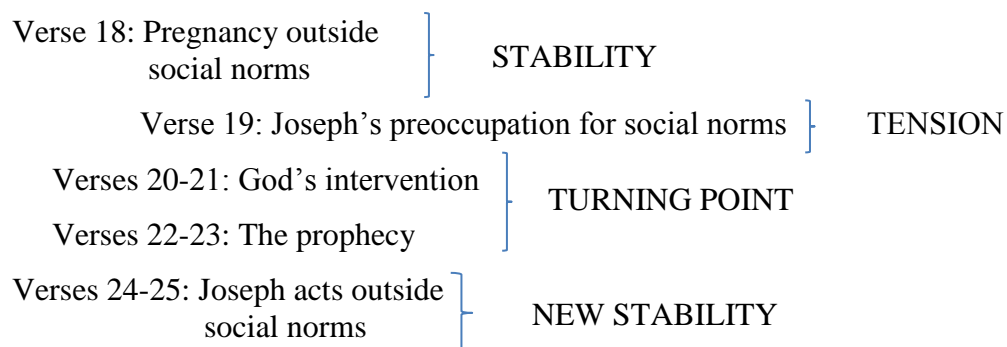 Verse 18: Pregnancy outside
social norms
STABILITY
Verse 19: Joseph’s preoccupation for social norms
TENSION
Verses 20-21: God’s intervention
Verses 22-23: The prophecy
TURNING POINT
Verses 24-25: Joseph acts outside
social norms
NEW STABILITY